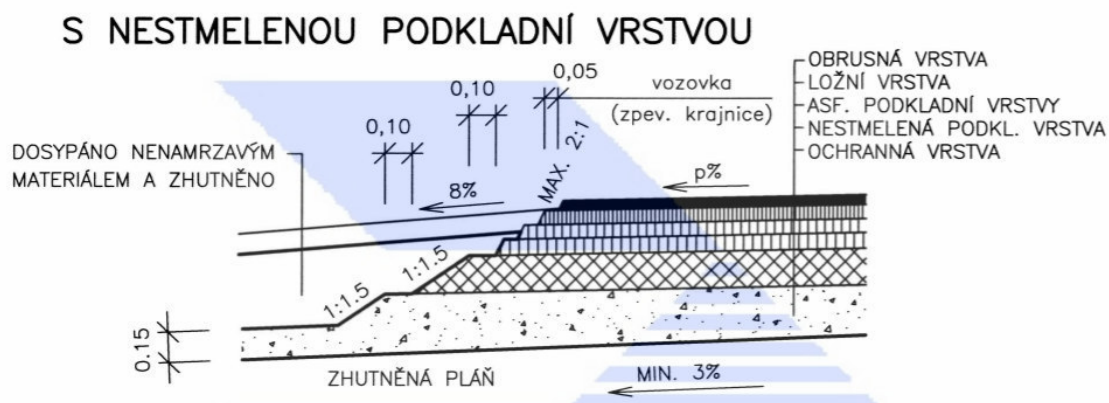 S NESTMELENOU PODKLADNÍ VRSTVOU
OBRUSNÁ VRSTVA
LOŽNÍ VRSTVA
ASF. PODKLADNÍ VRSTVY
NESTMELENÁ PODKL. VRSTVA
OCHRANNÁ VRSTVA
0,05
vozovka
(zpev. krajnice)
0,10
0,10
MAX. 2:1
DOSYPÁNO NENAMRZAVÝM
MATERIÁLEM A ZHUTNĚNO
8%
p%
1:1.5
1:1.5
0.15
ZHUTNĚNÁ PLÁŇ
MIN. 3%